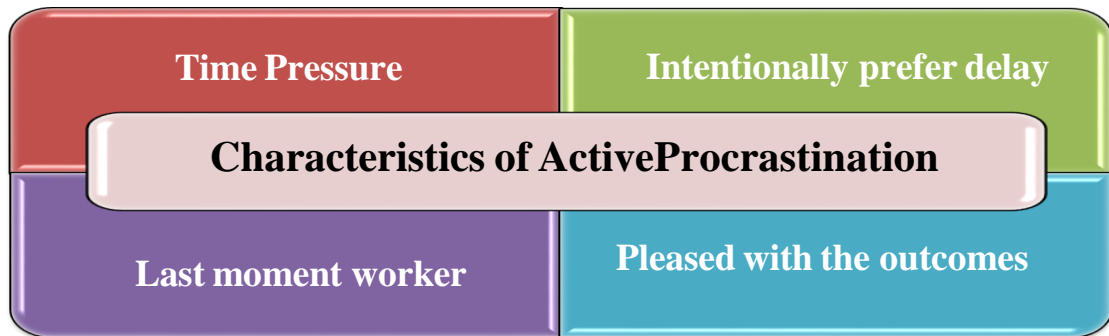 Time Pressure
Intentionally prefer delay
Characteristics of ActiveProcrastination
Last moment worker
Pleased with the outcomes